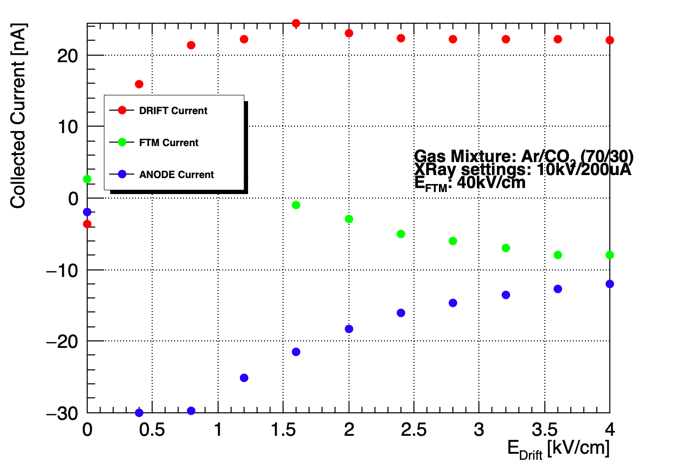 Collected Current [nA]
20
10
0
−10
−20
−30
DRIFT Current
FTM Current
ANODE Current
Gas Mixture: Ar/CO2 (70/30)
XRay settings: 10kV/200uA
EFTM: 40kV/cm
0 0.5 1 1.5 2 2.5 3 3.5 4
EDrift [kV/cm]